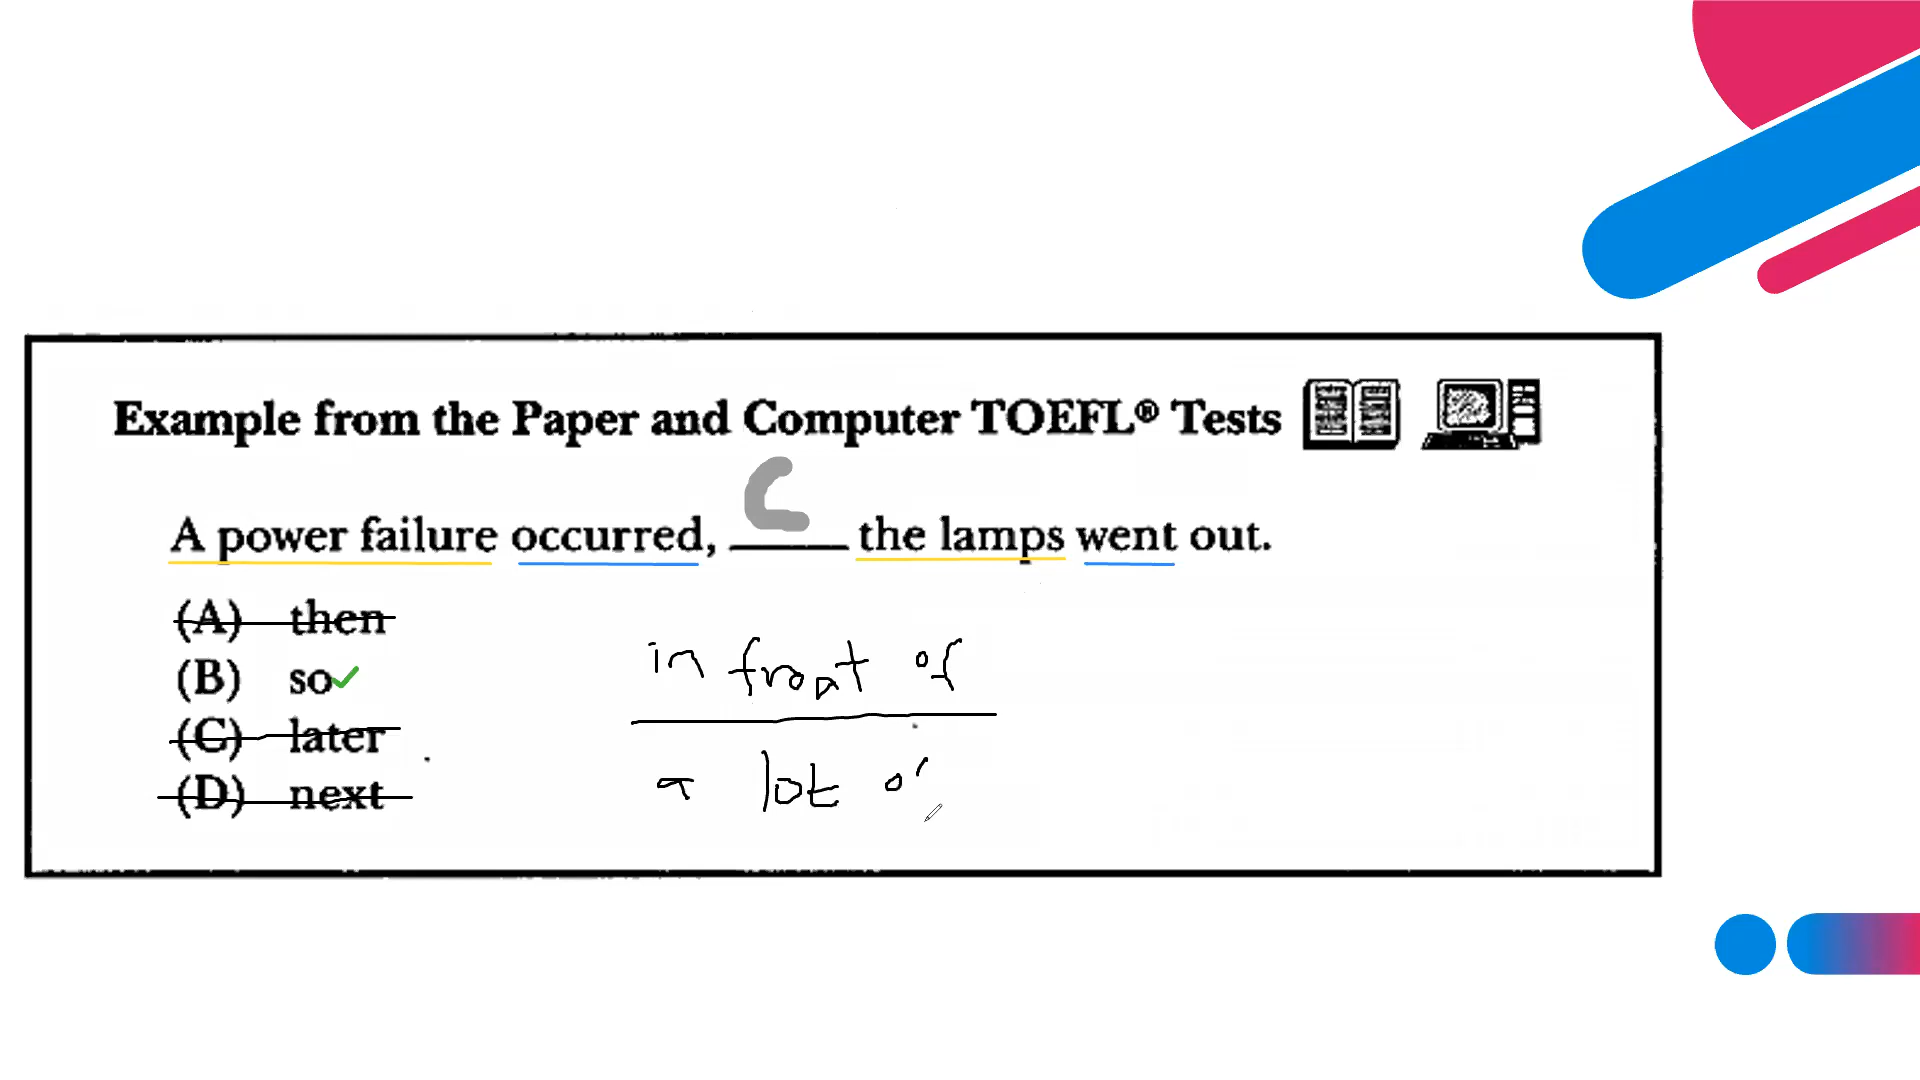 Example from the Paper and Computer TOEFL® Tests
C
A power failure occurred, ____ the lamps went out.
(A) then
(B) so
(C) later
(D) next
in front of
a lot